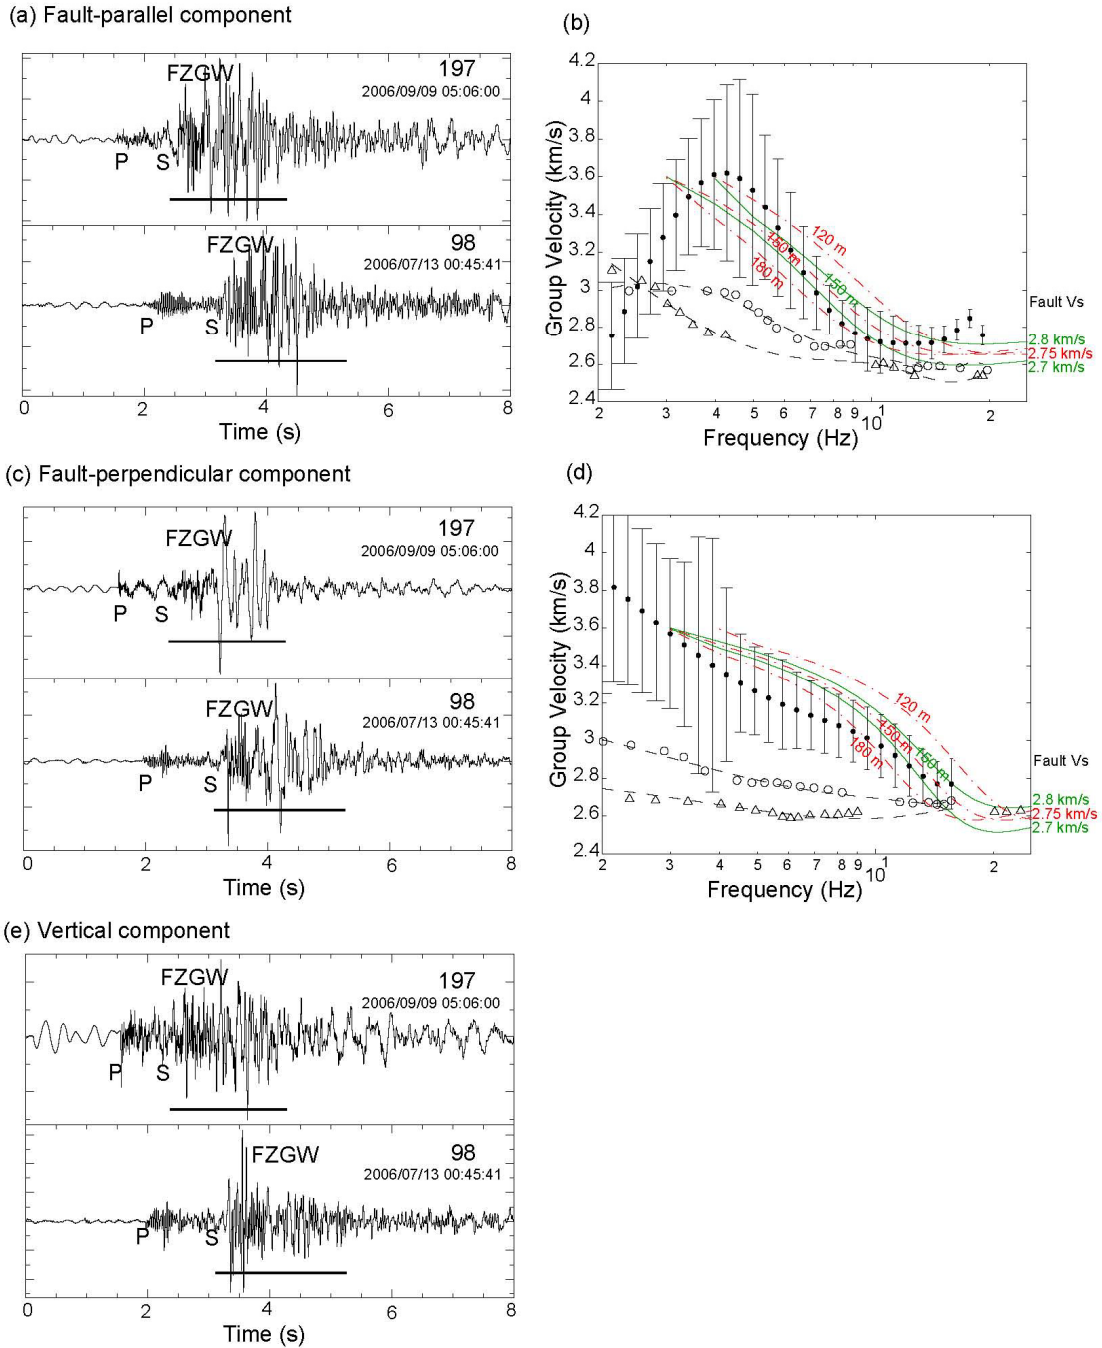 (a) Fault-parallel component
FZGW
197
2006/09/09 05:06:00
P
S
FZGW
98
2006/07/13 00:45:41
P
S
0 2 4 6 8
Time (s)
(b)
4.2
4
3.8
3.6
3.4
3.2
3
2.8
2.6
2.4
Group Velocity (km/s)
120 m
150 m
150 m
180 m
Fault Vs
2.8 km/s
2.75 km/s
2.7 km/s
2 3 4 5 6 7 8 9 10¹ 2
Frequency (Hz)
(c) Fault-perpendicular component
FZGW
197
2006/09/09 05:06:00
P
S
FZGW
98
2006/07/13 00:45:41
P
S
0 2 4 6 8
Time (s)
(d)
4.2
4
3.8
3.6
3.4
3.2
3
2.8
2.6
2.4
Group Velocity (km/s)
120 m
150 m
150 m
180 m
Fault Vs
2.8 km/s
2.75 km/s
2.7 km/s
2 3 4 5 6 7 8 9 10¹ 2
Frequency (Hz)
(e) Vertical component
FZGW
197
2006/09/09 05:06:00
P
S
FZGW
98
2006/07/13 00:45:41
P
S
0 2 4 6 8
Time (s)